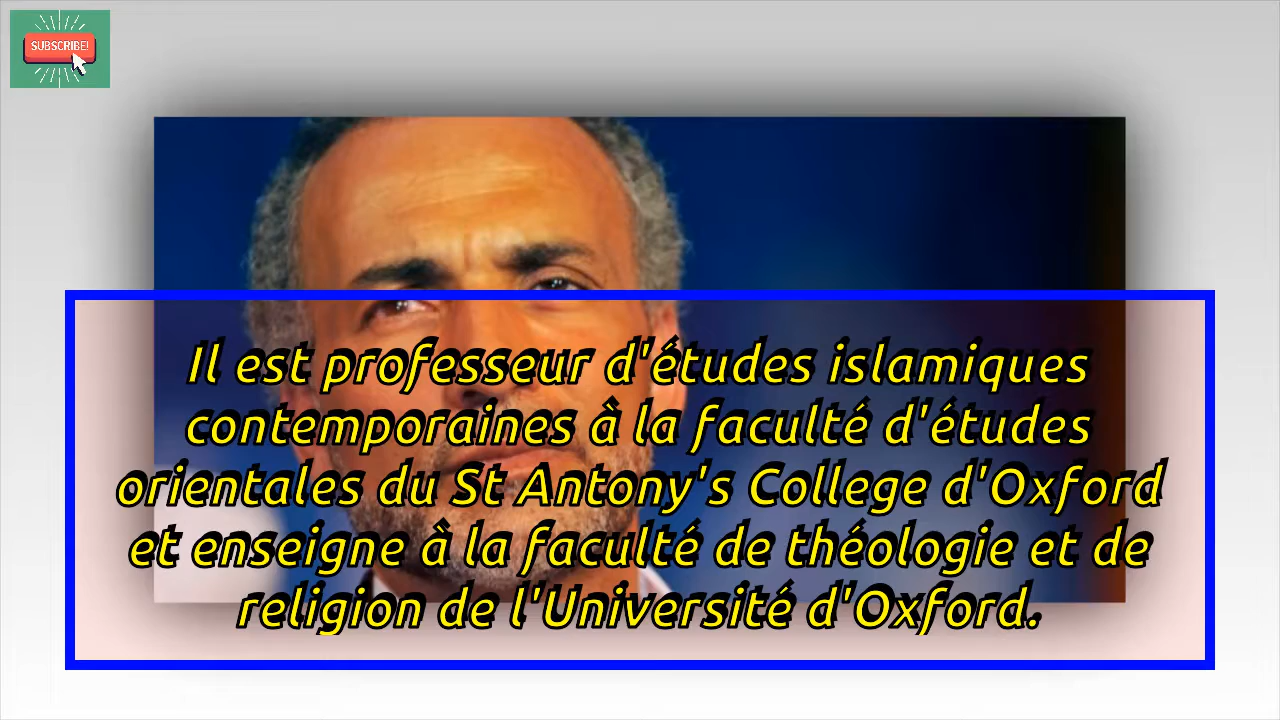 SUBSCRIBE!
Il est professeur d'études islamiques
contemporaines à la faculté d'études
orientales du St Antony's College d'Oxford
et enseigne à la faculté de théologie et de
religion de l'Université d'Oxford.